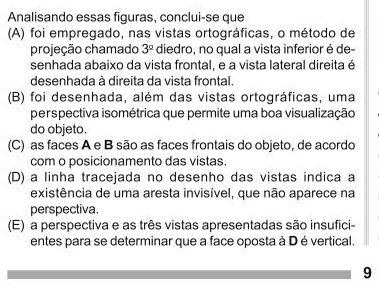 Analisando essas figuras, conclui-se que
(A) foi empregado, nas vistas ortográficas, o método de
projeção chamado 3º diedro, no qual a vista inferior é de-
senhada abaixo da vista frontal, e a vista lateral direita é
desenhada à direita da vista frontal.
(B) foi desenhada, além das vistas ortográficas, uma
perspectiva isométrica que permite uma boa visualização
do objeto.
(C) as faces A e B são as faces frontais do objeto, de acordo
com o posicionamento das vistas.
(D) a linha tracejada no desenho das vistas indica a
existência de uma aresta invisível, que não aparece na
perspectiva.
(E) a perspectiva e as três vistas apresentadas são insufici-
entes para se determinar que a face oposta à D é vertical.
9